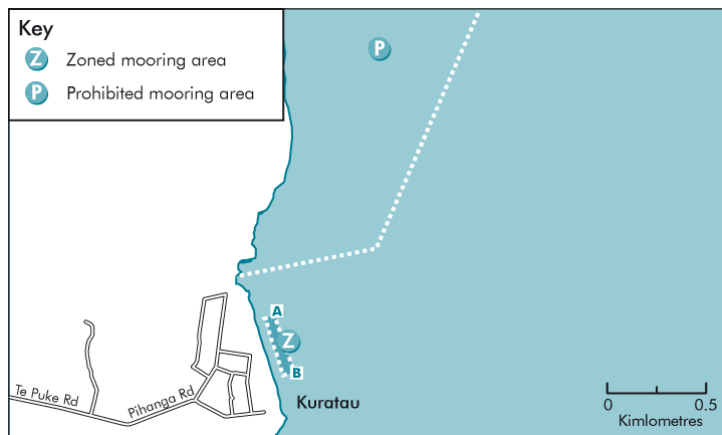 Key
Z Zoned mooring area
P Prohibited mooring area
P
A
Z
B
Te Puke Rd
Pihanga Rd
Kuratau
0 0.5
Kimlometres